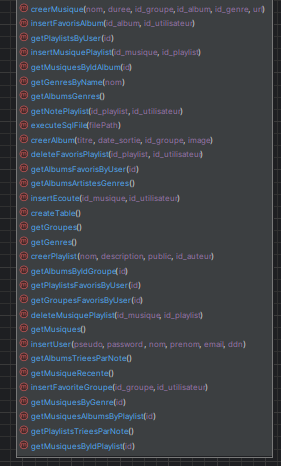 creerMusique(nom, duree, id_groupe, id_album, id_genre, url)
insertFavorisAlbum(id_album, id_utilisateur)
getPlaylistsByUser(id)
insertMusiquePlaylist(id_musique, id_playlist)
getMusiquesByIdAlbum(id)
getGenresByName(nom)
getAlbumsGenres()
getNotePlaylist(id_playlist, id_utilisateur)
executeSqlFile(filePath)
creerAlbum(titre, date_sortie, id_groupe, image)
deleteFavorisPlaylist(id_playlist, id_utilisateur)
getAlbumsFavorisByUser(id)
getAlbumsArtistesGenres()
insertEcoute(id_musique, id_utilisateur)
createTable()
getGroupes()
getGenres()
creerPlaylist(nom, description, public, id_auteur)
getAlbumsByIdGroupe(id)
getPlaylistsFavorisByUser(id)
getGroupesFavorisByUser(id)
deleteMusiquePlaylist(id_musique, id_playlist)
getMusiques()
insertUser(pseudo, password, nom, prenom, email, ddn)
getAlbumsTrieesParNote()
getMusiqueRecente()
insertFavoriteGroupe(id_groupe, id_utilisateur)
getMusiquesByGenre(id)
getMusiquesAlbumsByPlaylist(id)
getPlaylistsTrieesParNote()
getMusiquesByIdPlaylist(id)